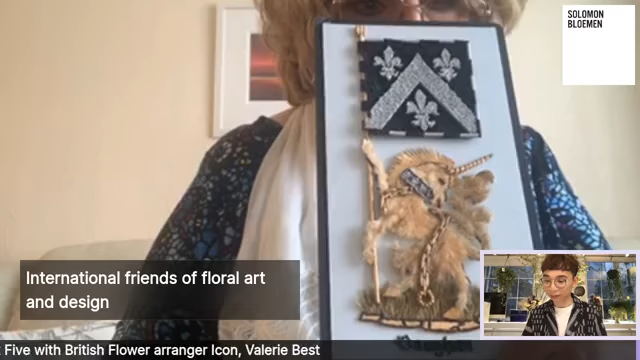 SOLOMON
BLOEMEN
International friends of floral art
and design
Five with British Flower arranger Icon, Valerie Best